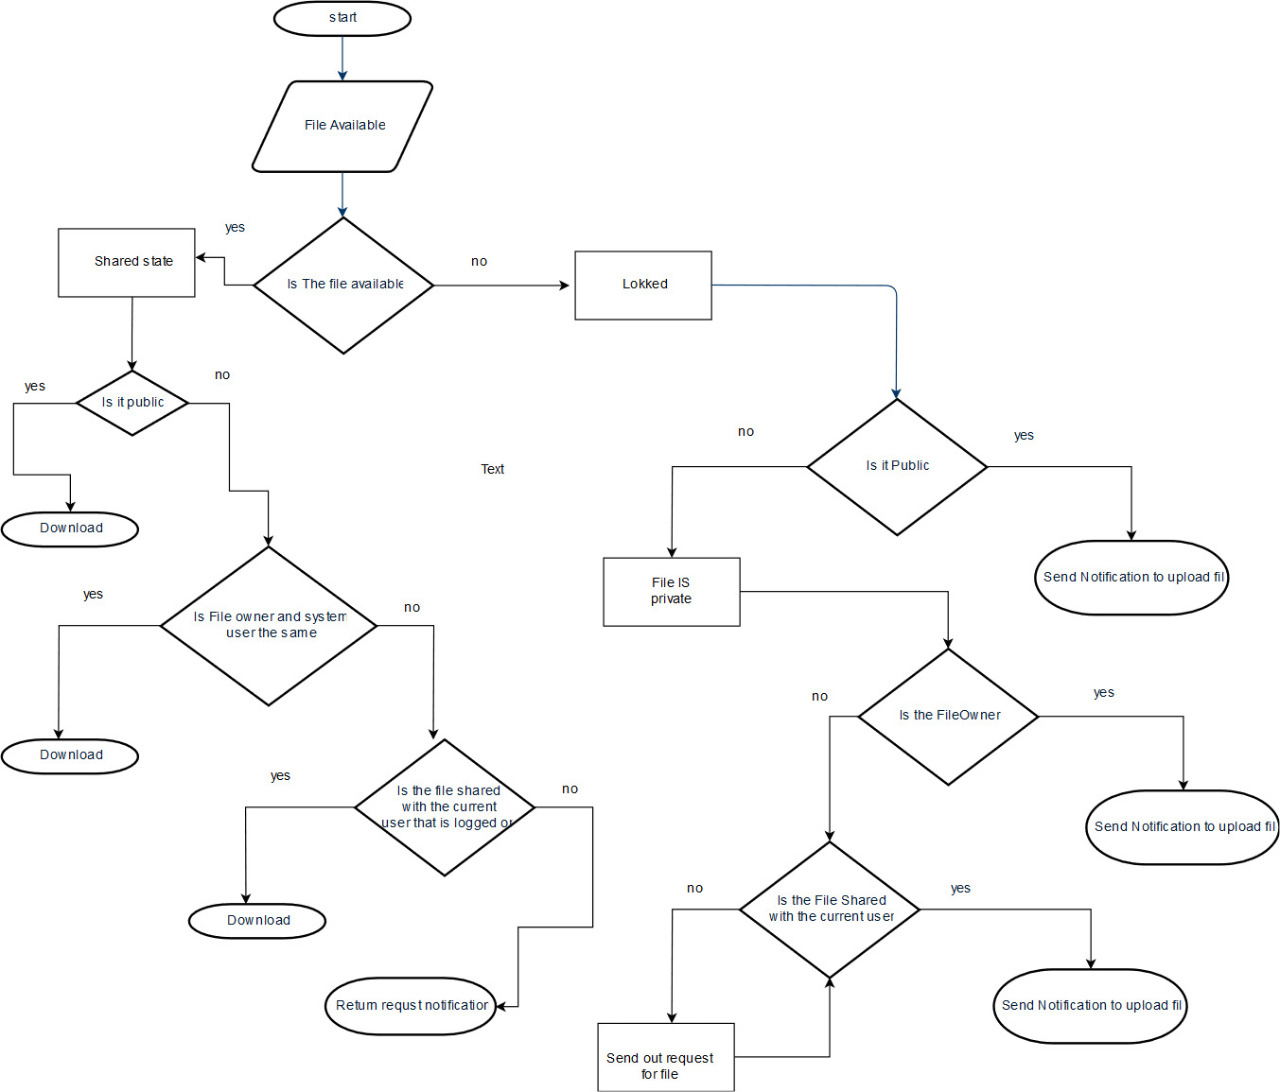 start
File Available
yes
Shared state
Is The file available
no
Lokked
yes
Is it public
no
Download
Text
no
Is it Public
yes
File IS
private
Send Notification to upload fil
yes
Is File owner and system
user the same
no
Download
no
Is the FileOwner
yes
Send Notification to upload fil
yes
Is the file shared
with the current
user that is logged or
no
Download
Return requst notification
no
Is the File Shared
with the current user
yes
Send Notification to upload fil
Send out request
for file